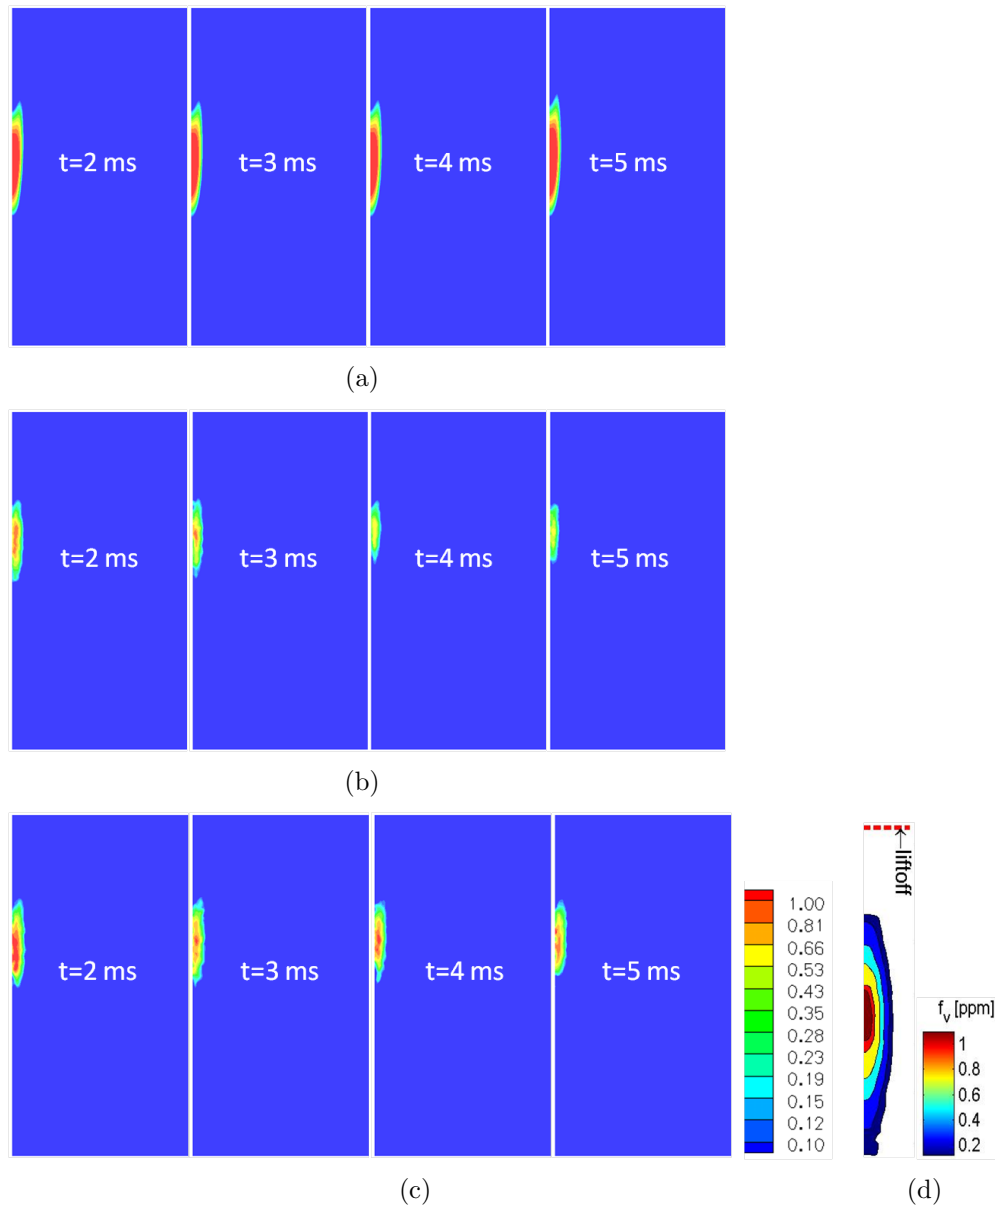 t=2 ms t=3 ms t=4 ms t=5 ms
(a)
t=2 ms t=3 ms t=4 ms t=5 ms
(b)
t=2 ms t=3 ms t=4 ms t=5 ms
1.00
0.81
0.66
0.53
0.43
0.35
0.28
0.23
0.19
0.15
0.12
0.10
←liftoff
f_v [ppm]
1
0.8
0.6
0.4
0.2
(c) (d)